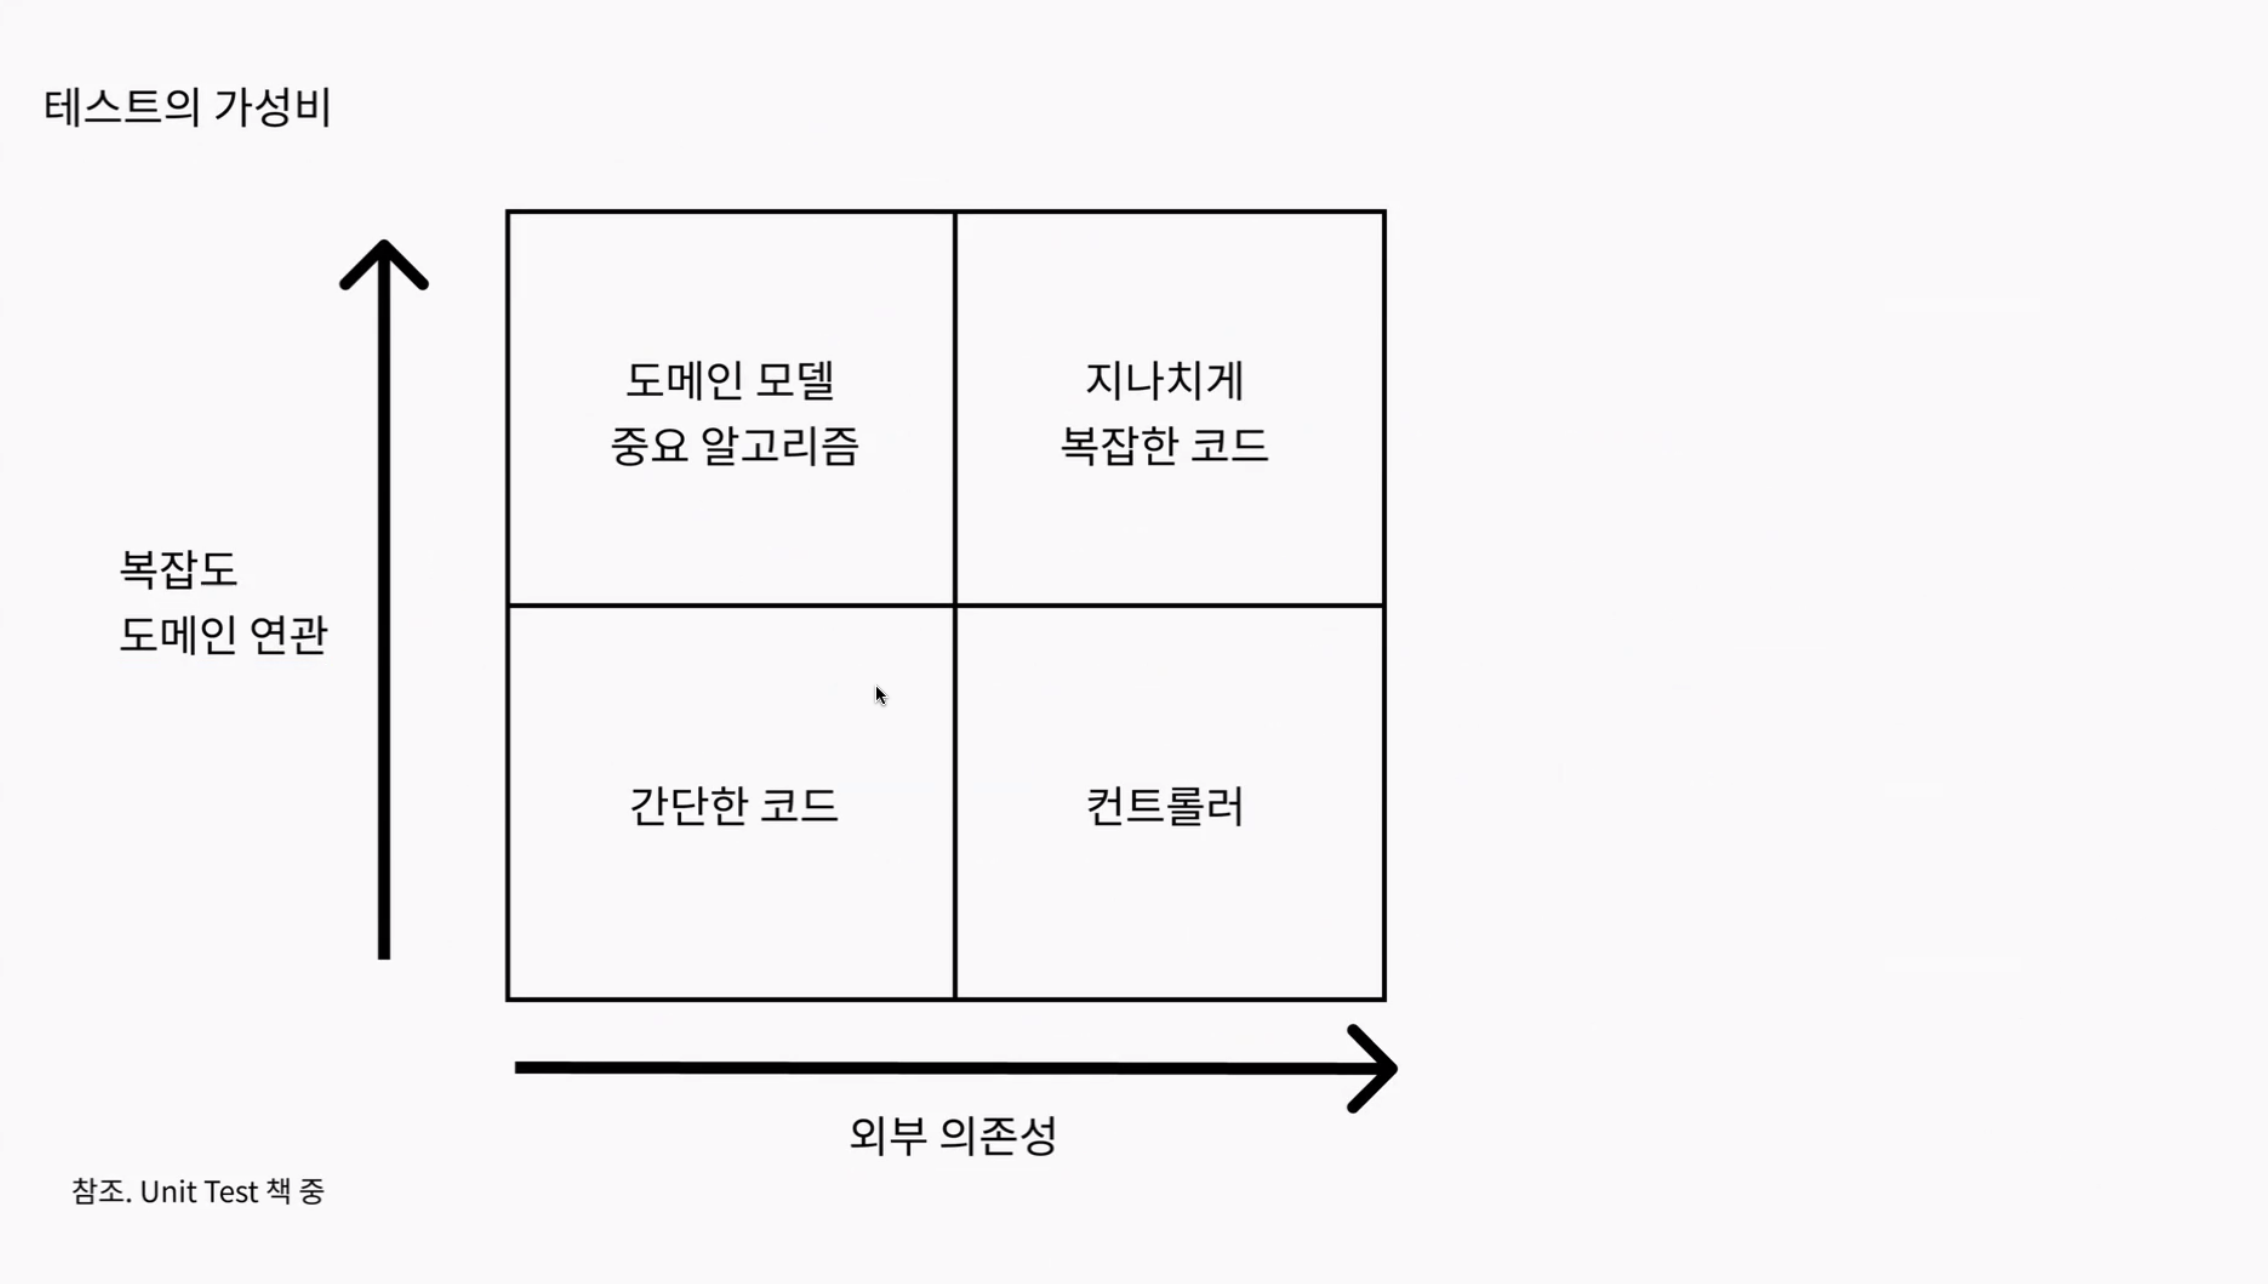 테스트의 가성비
도메인 모델
중요 알고리즘
지나치게
복잡한 코드
복잡도
도메인 연관
간단한 코드
컨트롤러
외부 의존성
참조. Unit Test 책 중